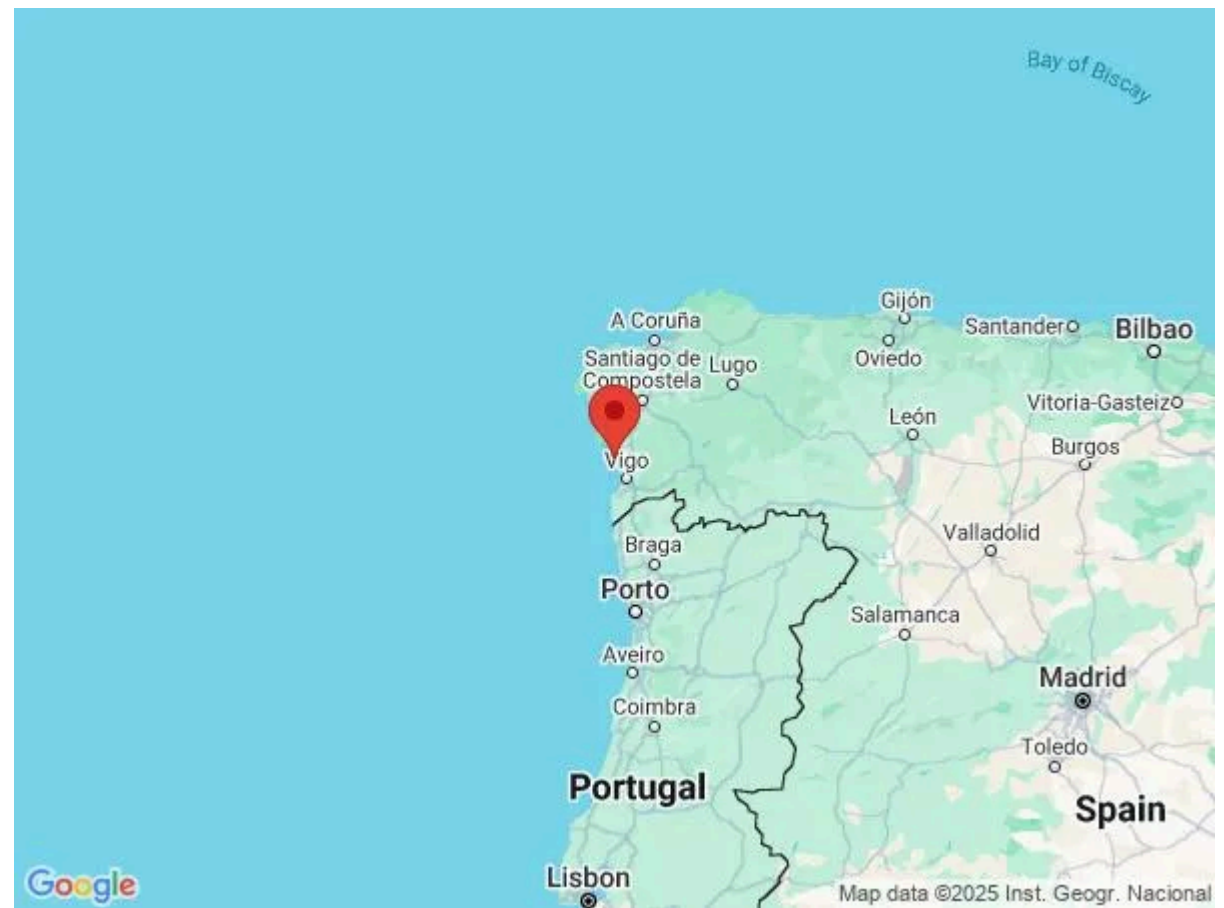 Bay of Biscay
Gijón
A Coruña
Santander
Bilbao
Santiago de
Compostela
Lugo
Oviedo
Vitoria-Gasteiz
León
Burgos
Vigo
Valladolid
Braga
Porto
Salamanca
Aveiro
Madrid
Coimbra
Toledo
Portugal
Spain
Lisbon
Google
Map data ©2025 Inst. Geogr. Nacional